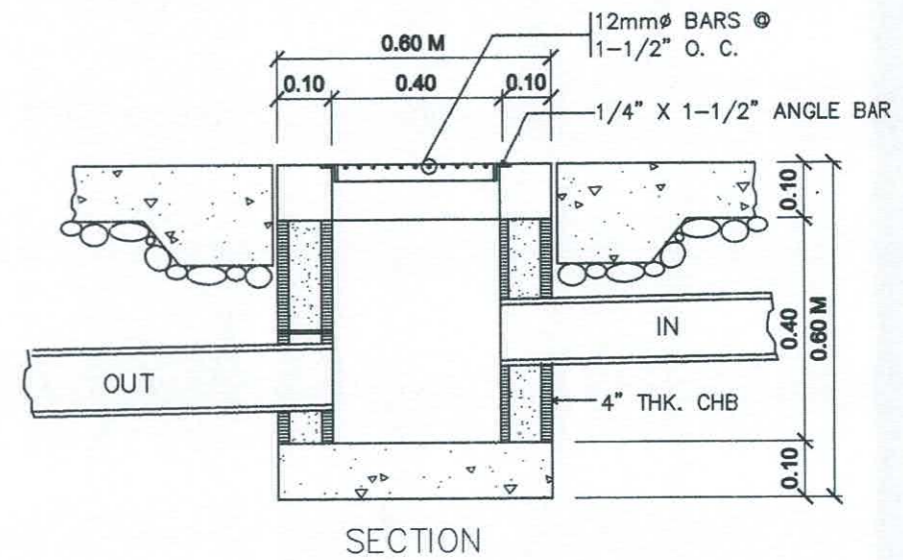 12mmø BARS @
1-1/2" O. C.
0.60 M
0.10
0.40
0.10
1/4" X 1-1/2" ANGLE BAR
0.10
IN
0.40
0.60 M
OUT
4" THK. CHB
0.10
SECTION